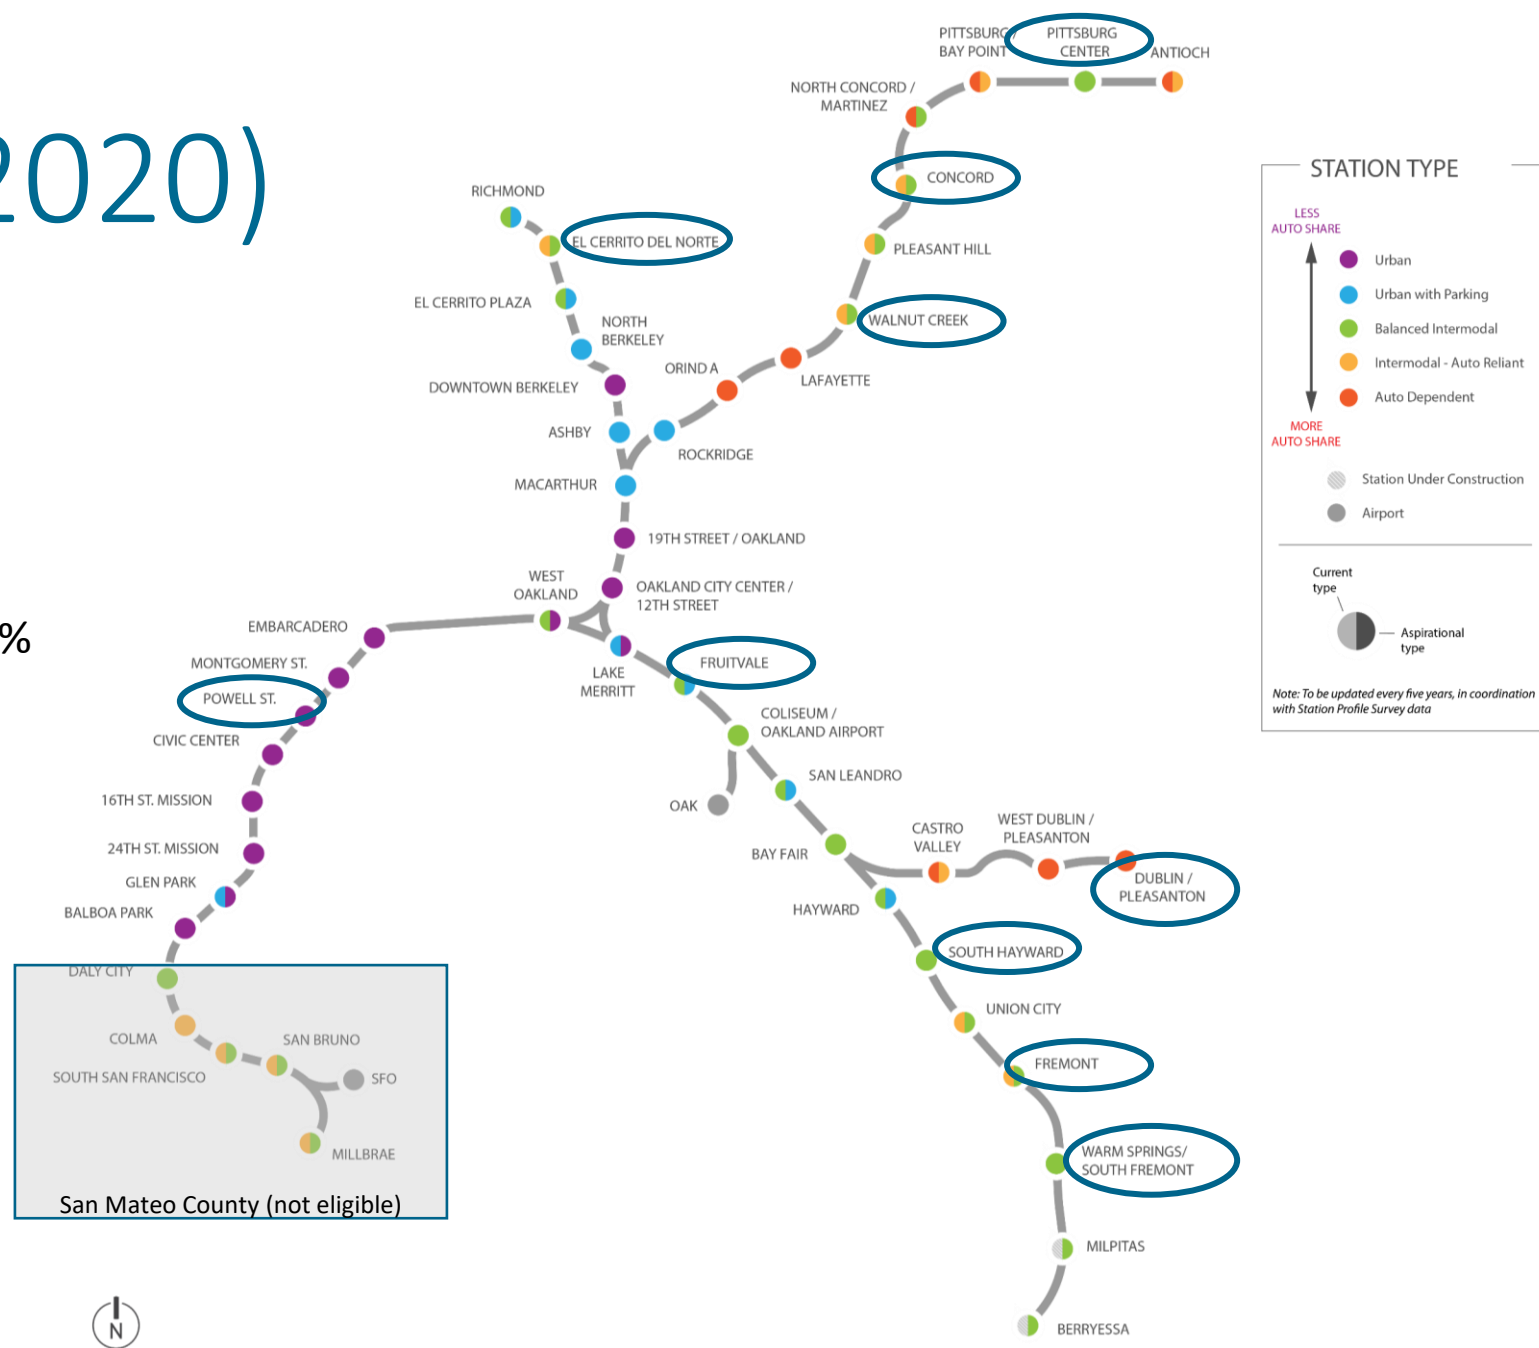 2020)
%
PITTSBURG /
BAY POINT
PITTSBURG
CENTER
ANTIOCH
NORTH CONCORD /
MARTINEZ
CONCORD
RICHMOND
EL CERRITO DEL NORTE
PLEASANT HILL
EL CERRITO PLAZA
WALNUT CREEK
NORTH
BERKELEY
ORINDA
LAFAYETTE
DOWNTOWN BERKELEY
ASHBY
ROCKRIDGE
MACARTHUR
19TH STREET / OAKLAND
WEST
OAKLAND
OAKLAND CITY CENTER /
12TH STREET
EMBARCADERO
MONTGOMERY ST.
POWELL ST.
CIVIC CENTER
16TH ST. MISSION
24TH ST. MISSION
GLEN PARK
BALBOA PARK
DALY CITY
COLMA
SOUTH SAN FRANCISCO
SAN BRUNO
SFO
MILLBRAE
San Mateo County (not eligible)
LAKE
MERRITT
FRUITVALE
COLISEUM /
OAKLAND AIRPORT
OAK
SAN LEANDRO
BAY FAIR
CASTRO
VALLEY
WEST DUBLIN /
PLEASANTON
DUBLIN /
PLEASANTON
HAYWARD
SOUTH HAYWARD
UNION CITY
FREMONT
WARM SPRINGS/
SOUTH FREMONT
MILPITAS
BERRYESSA
N
STATION TYPE
LESS
AUTO SHARE
Urban
Urban with Parking
Balanced Intermodal
Intermodal - Auto Reliant
Auto Dependent
MORE
AUTO SHARE
Station Under Construction
Airport
Current
type
Aspirational
type
Note: To be updated every five years, in coordination
with Station Profile Survey data